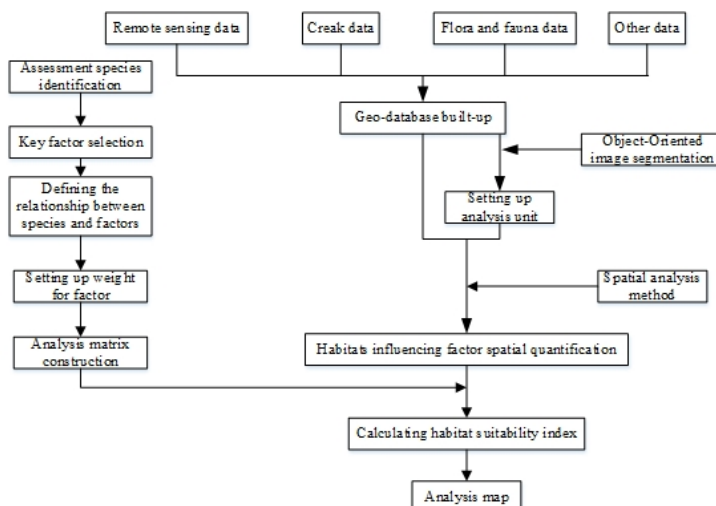 Remote sensing data
Creak data
Flora and fauna data
Other data
Assessment species
identification
Geo-database built-up
Key factor selection
Object-Oriented
image segmentation
Defining the
relationship between
species and factors
Setting up
analysis unit
Setting up weight
for factor
Spatial analysis
method
Analysis matrix
construction
Habitats influencing factor spatial quantification
Calculating habitat suitability index
Analysis map